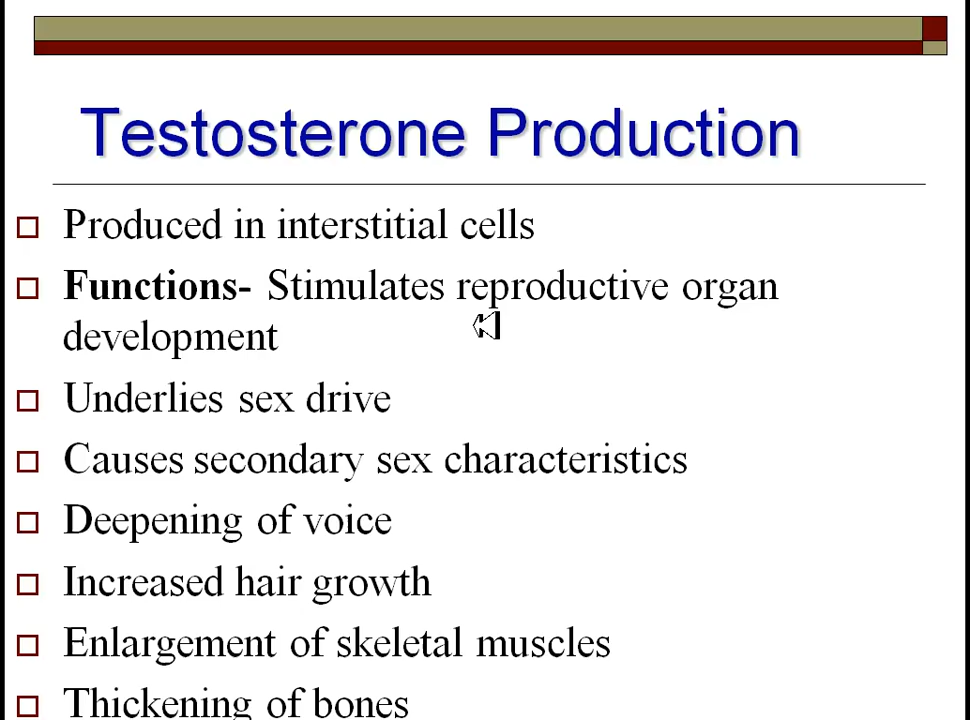 Testosterone Production
Produced in interstitial cells
Functions- Stimulates reproductive organ
development
Underlies sex drive
Causes secondary sex characteristics
Deepening of voice
Increased hair growth
Enlargement of skeletal muscles
Thickening of bones